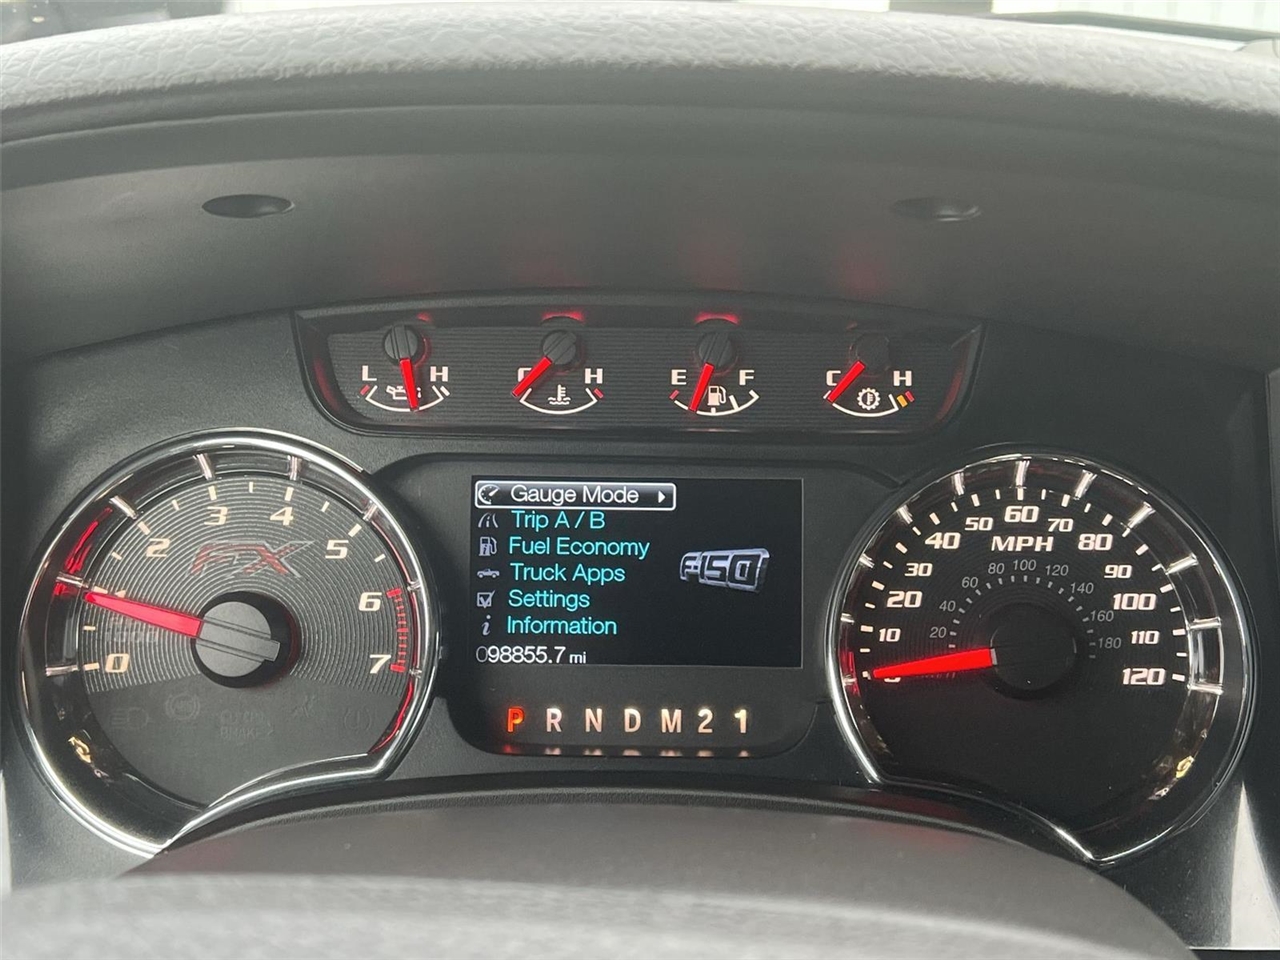 L H
C H
E F
C H
0 1 2 3 4 5 6 7
FX
Gauge Mode
Trip A / B
Fuel Economy
Truck Apps
Settings
Information
098855.7 mi
F-150
P R N D M 2 1
MPH
0 10 20 30 40 50 60 70 80 90 100 110 120
20 40 60 80 100 120 140 160 180